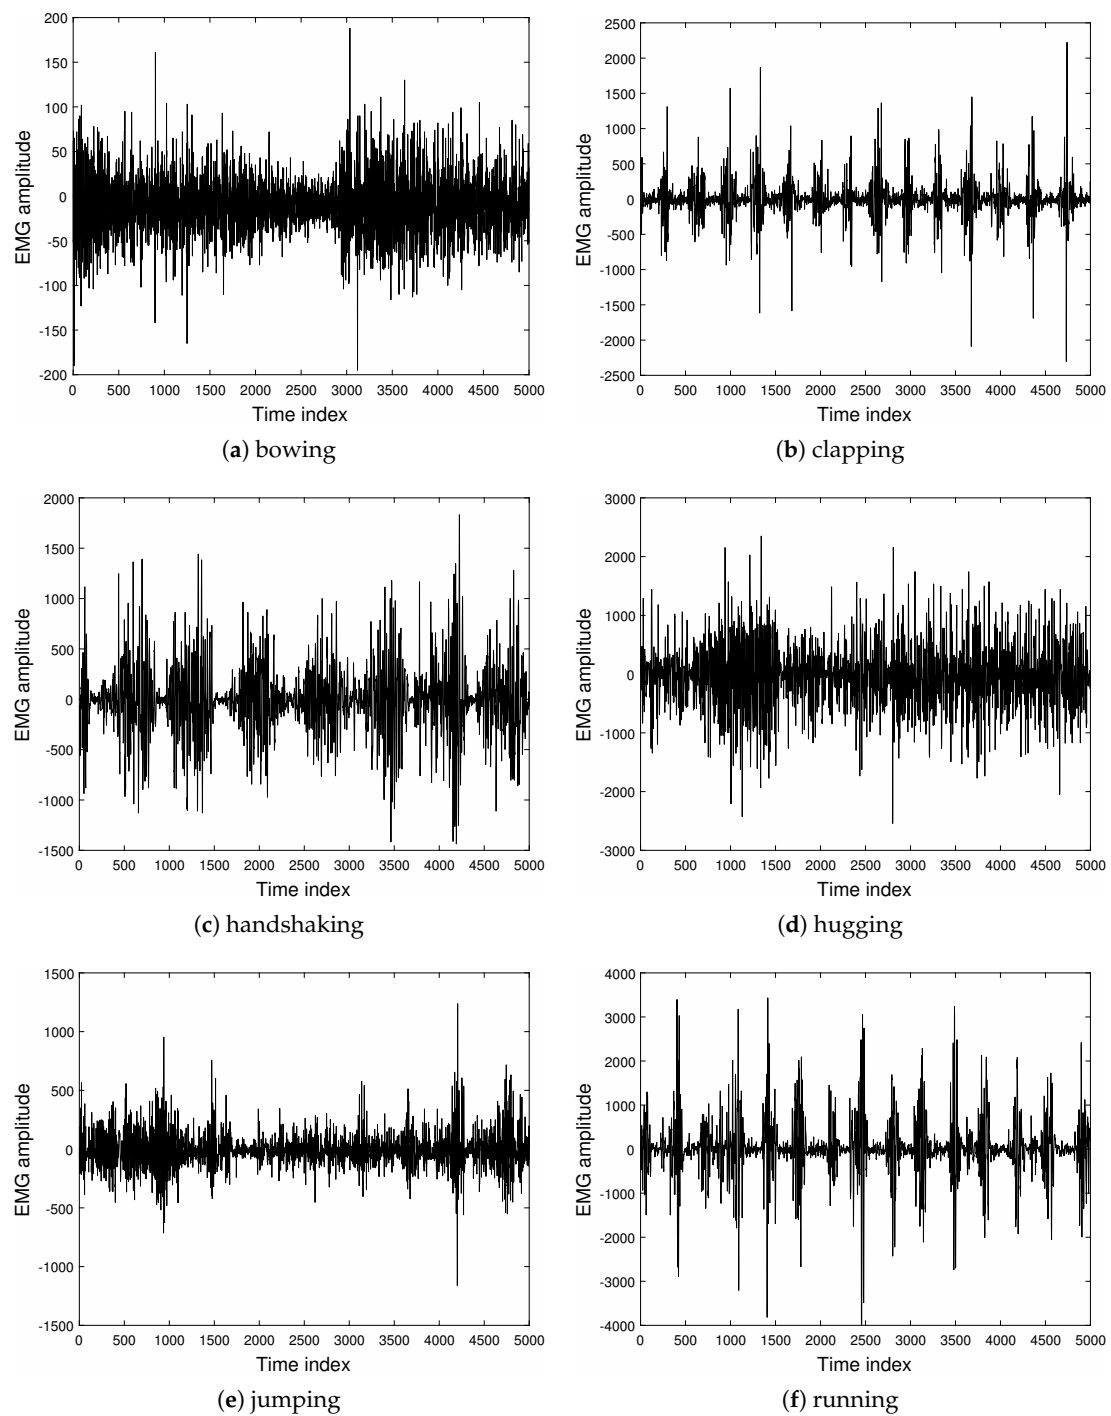 200
150
100
50
0
-50
-100
-150
-200
0 500 1000 1500 2000 2500 3000 3500 4000 4500 5000
EMG amplitude
Time index
(a) bowing
2500
2000
1500
1000
500
0
-500
-1000
-1500
-2000
-2500
0 500 1000 1500 2000 2500 3000 3500 4000 4500 5000
EMG amplitude
Time index
(b) clapping
2000
1500
1000
500
0
-500
-1000
-1500
0 500 1000 1500 2000 2500 3000 3500 4000 4500 5000
EMG amplitude
Time index
(c) handshaking
3000
2000
1000
0
-1000
-2000
-3000
0 500 1000 1500 2000 2500 3000 3500 4000 4500 5000
EMG amplitude
Time index
(d) hugging
1500
1000
500
0
-500
-1000
-1500
0 500 1000 1500 2000 2500 3000 3500 4000 4500 5000
EMG amplitude
Time index
(e) jumping
4000
3000
2000
1000
0
-1000
-2000
-3000
-4000
0 500 1000 1500 2000 2500 3000 3500 4000 4500 5000
EMG amplitude
Time index
(f) running